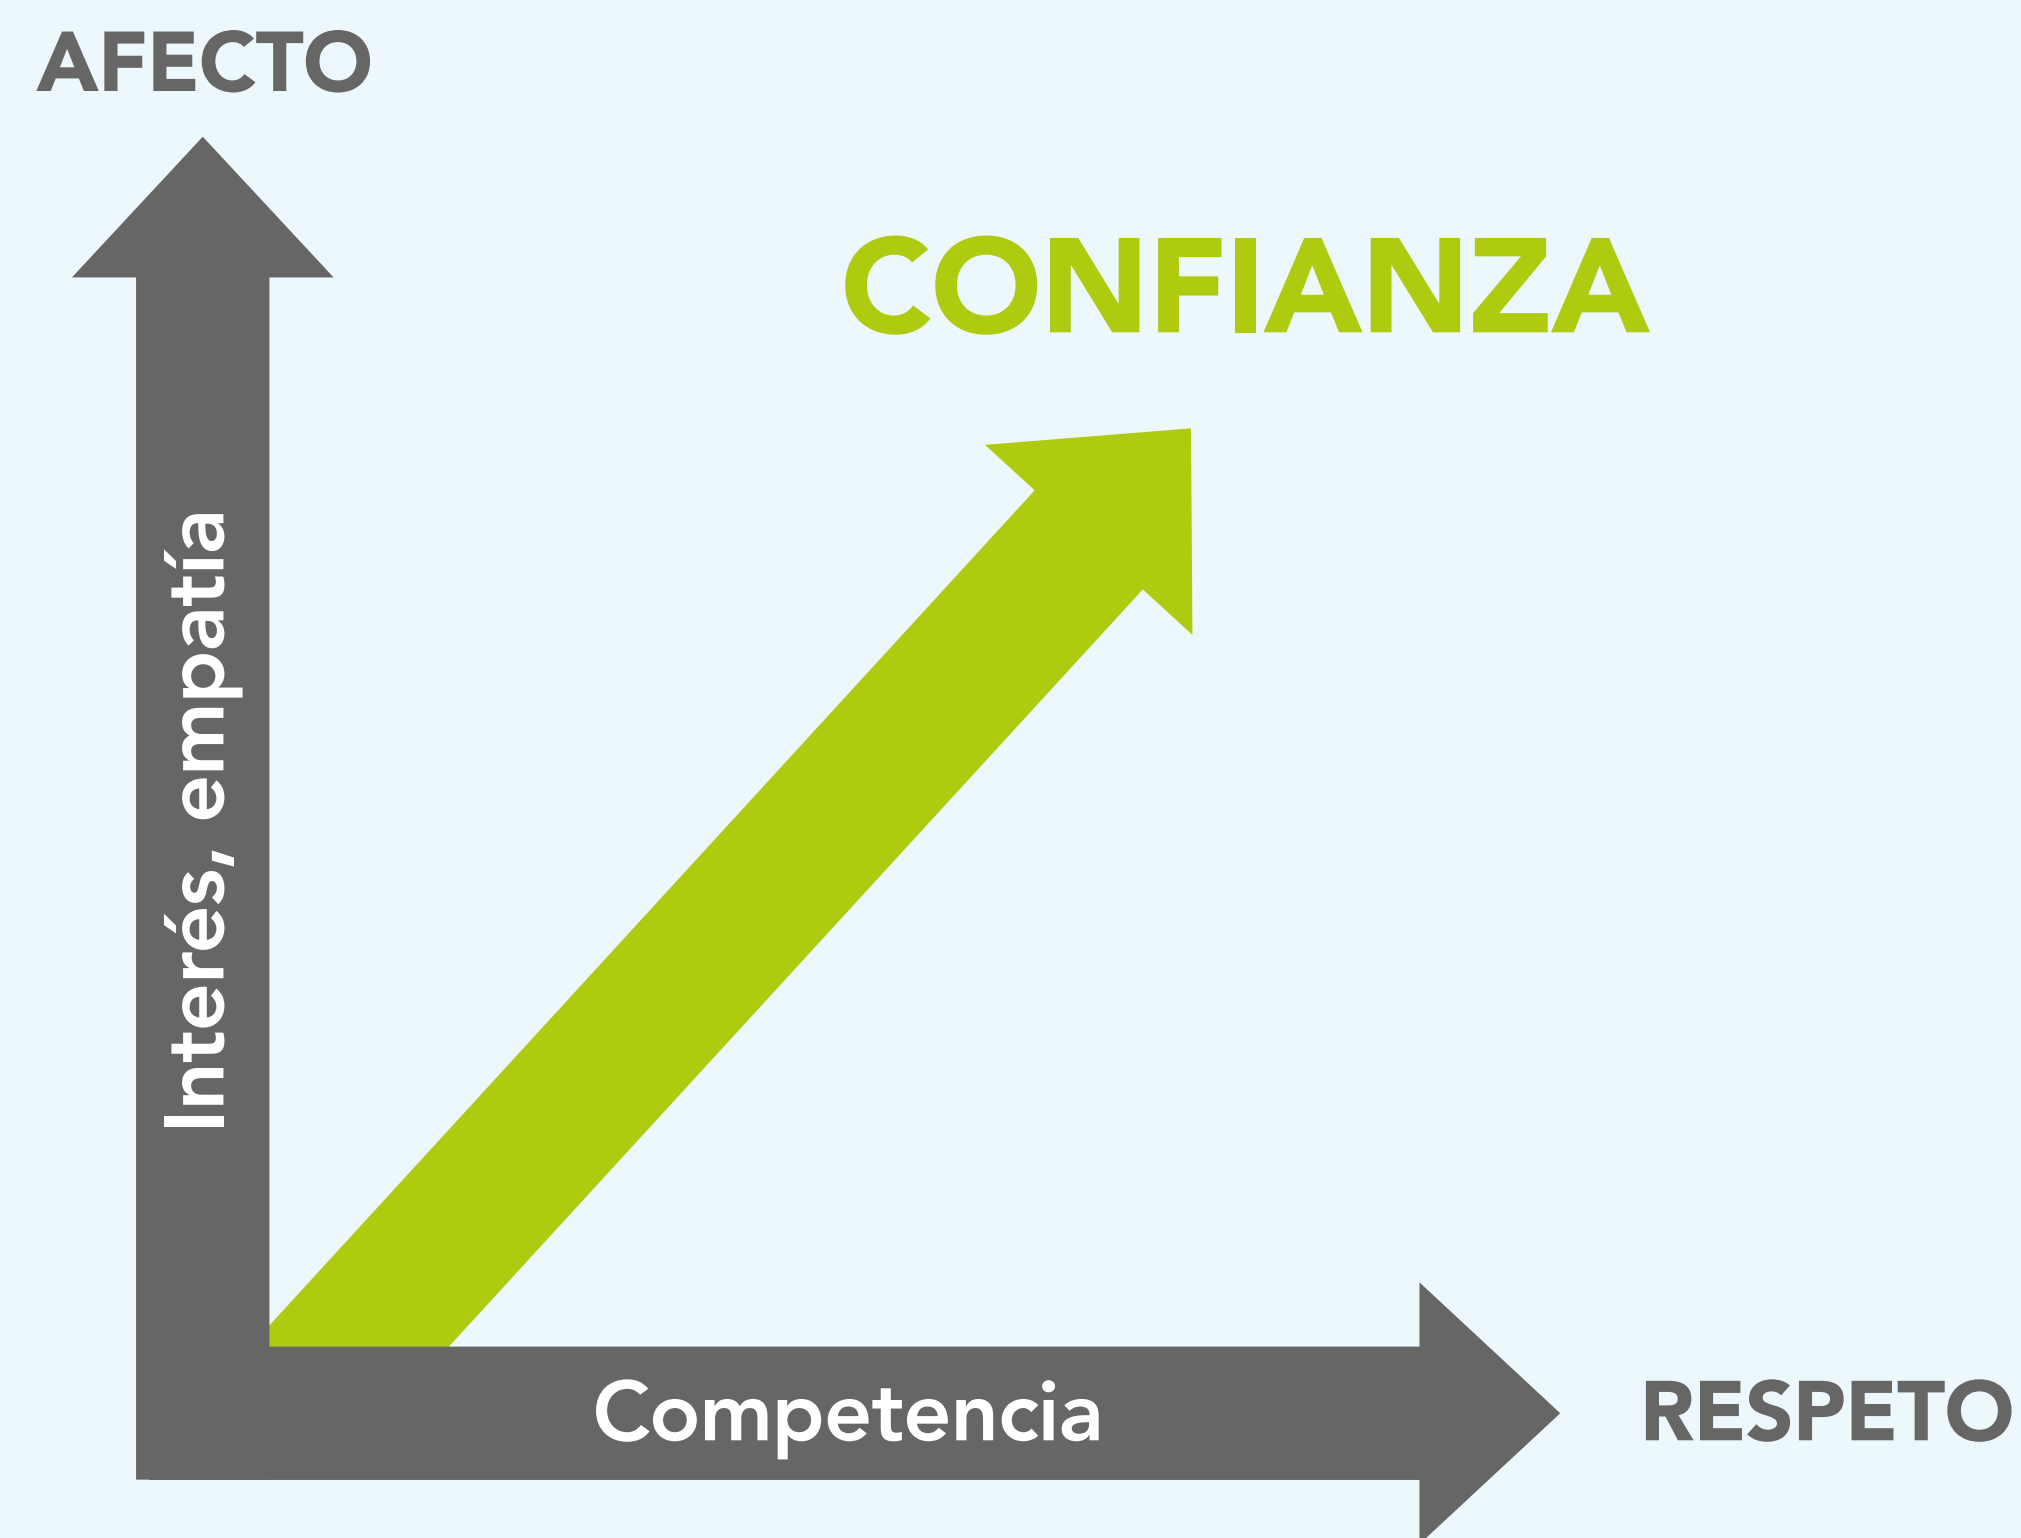 AFECTO
CONFIANZA
Interés, empatía
Competencia
RESPETO